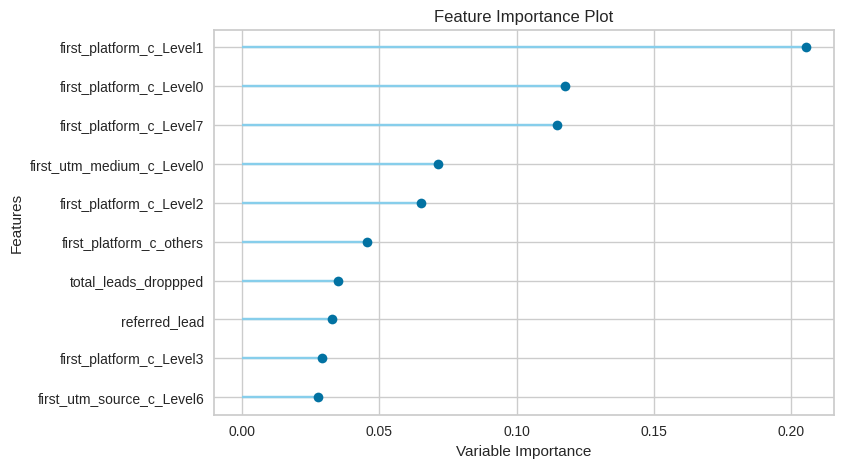 Feature Importance Plot
Features
first_platform_c_Level1
first_platform_c_Level0
first_platform_c_Level7
first_utm_medium_c_Level0
first_platform_c_Level2
first_platform_c_others
total_leads_droppped
referred_lead
first_platform_c_Level3
first_utm_source_c_Level6
0.00 0.05 0.10 0.15 0.20
Variable Importance